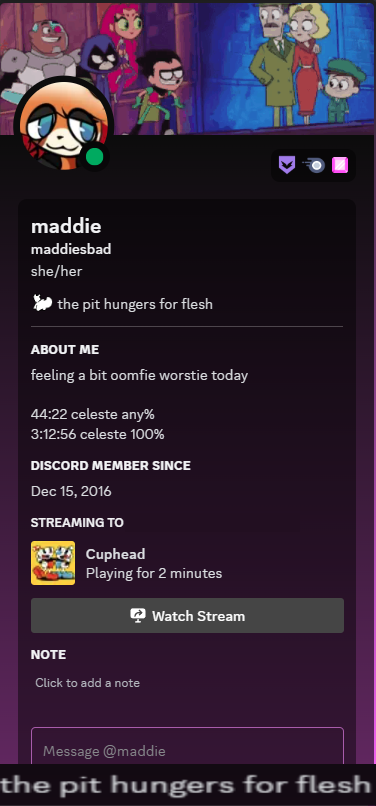 maddie
maddiesbad
she/her
the pit hungers for flesh
ABOUT ME
feeling a bit oomfie worstie today
44:22 celeste any%
3:12:56 celeste 100%
DISCORD MEMBER SINCE
Dec 15, 2016
STREAMING TO
Cuphead
Playing for 2 minutes
Watch Stream
NOTE
Click to add a note
Message @maddie
the pit hungers for flesh